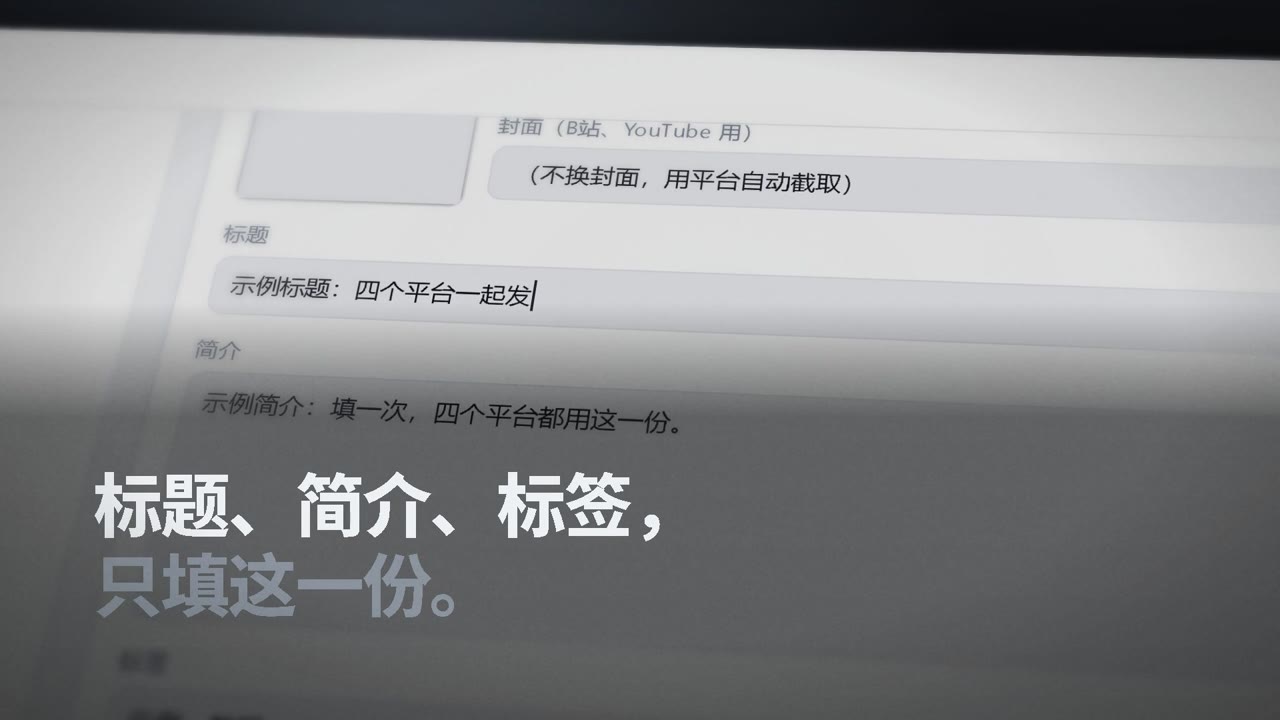 封面（B站、YouTube 用）
（不换封面，用平台自动截取）
标题
示例标题：四个平台一起发
简介
示例简介：填一次，四个平台都用这一份。
标题、简介、标签，
只填这一份。
标签